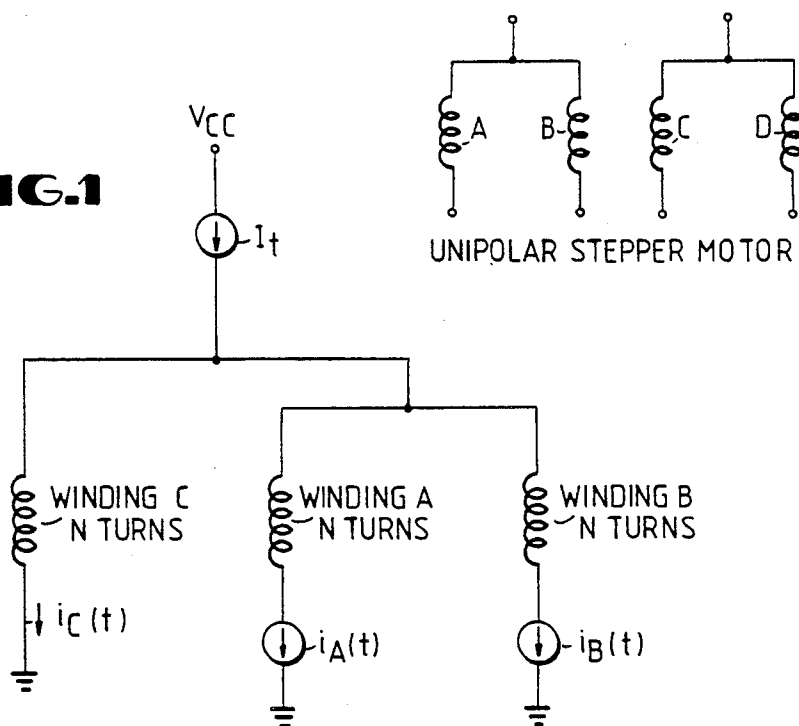 A
B
C
D
UNIPOLAR STEPPER MOTOR
VCC
IG.1
It
WINDING C
N TURNS
WINDING A
N TURNS
WINDING B
N TURNS
iC(t)
iA(t)
iB(t)